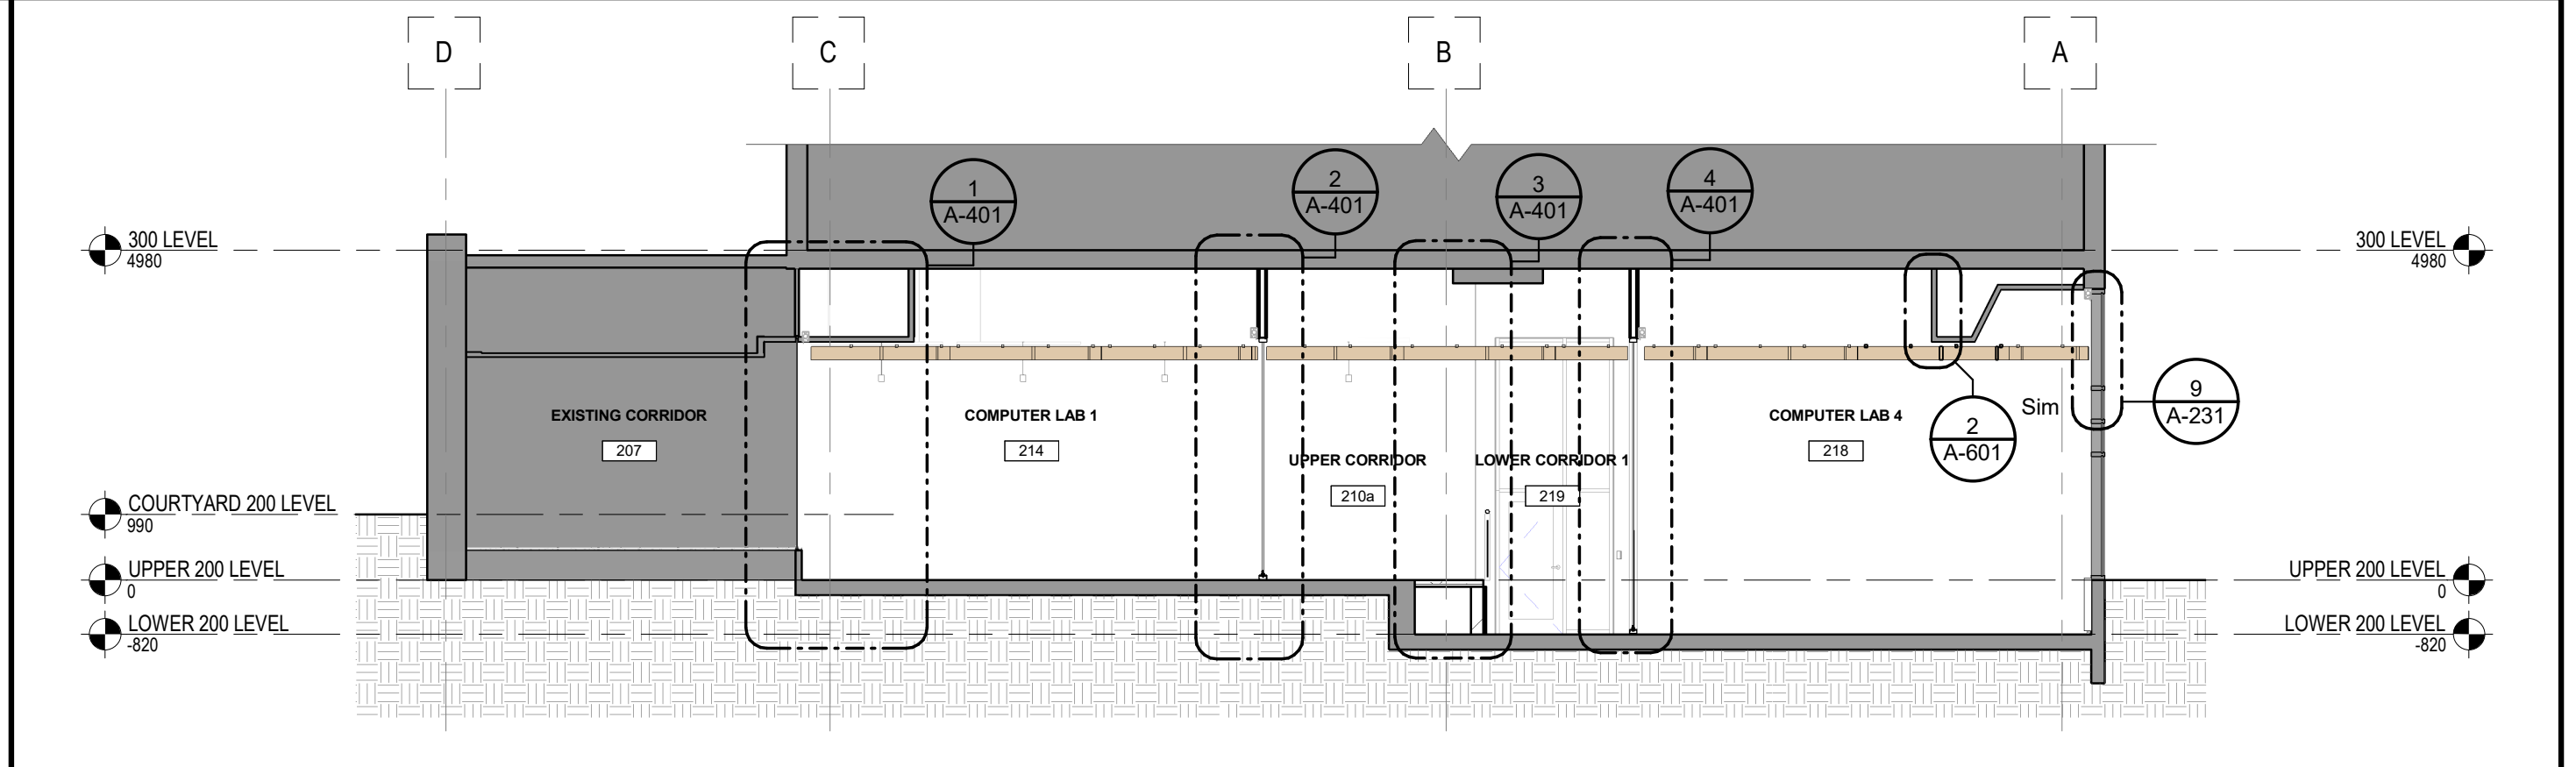 D
C
B
A
1
A-401
2
A-401
3
A-401
4
A-401
300 LEVEL
4980
300 LEVEL
4980
EXISTING CORRIDOR
207
COMPUTER LAB 1
214
UPPER CORRIDOR
210a
LOWER CORRIDOR 1
219
COMPUTER LAB 4
218
Sim
2
A-601
9
A-231
COURTYARD 200 LEVEL
990
UPPER 200 LEVEL
0
UPPER 200 LEVEL
0
LOWER 200 LEVEL
-820
LOWER 200 LEVEL
-820